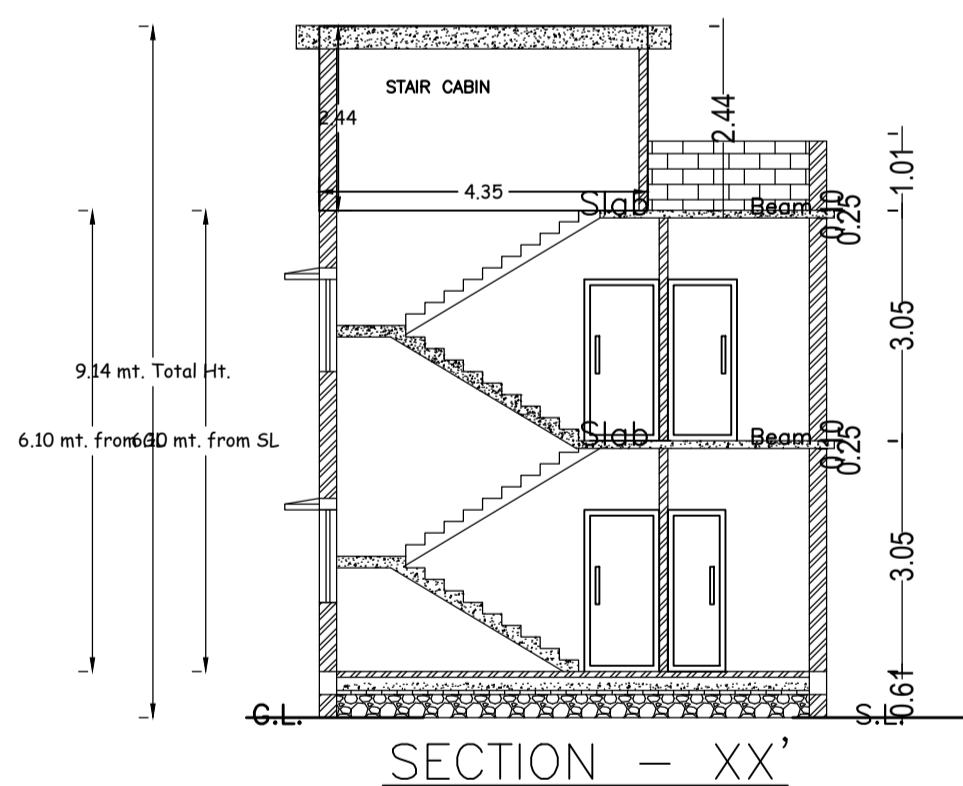 STAIR CABIN
2.44
2.44
1.01
4.35
Slab
Beam
0.10
0.25
3.05
9.14 mt. Total Ht.
6.10 mt. from GL
6.10 mt. from SL
Slab
Beam
0.10
0.25
3.05
0.61
G.L.
S.L.
SECTION - XX'